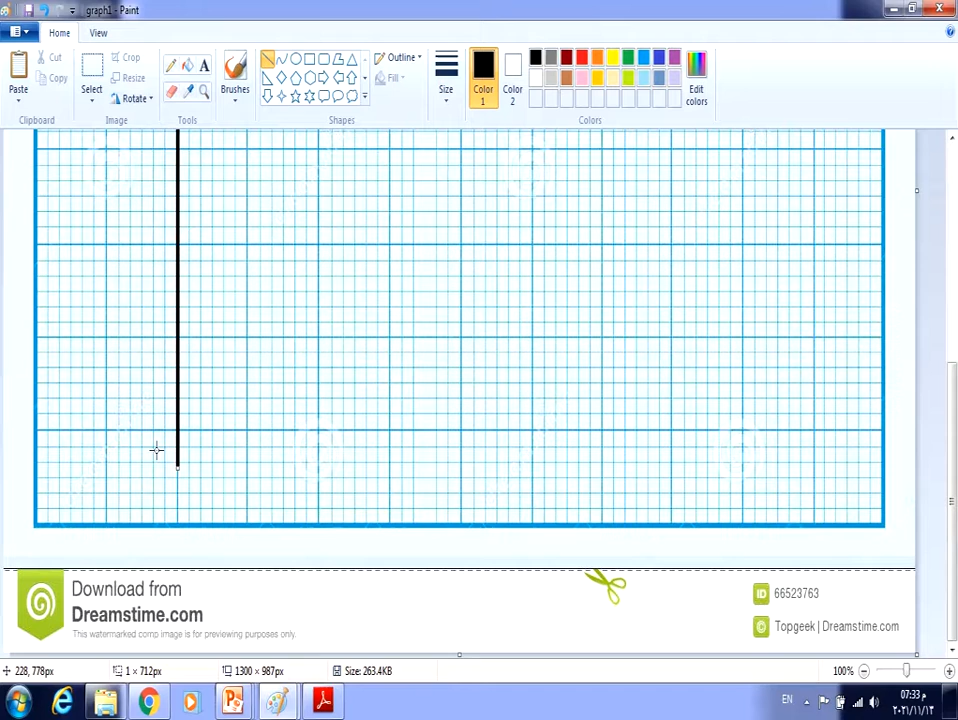 graph1 - Paint
Home View
Paste
Cut
Copy
Clipboard
Select
Crop
Resize
Rotate
Image
Tools
Brushes
Outline
Fill
Shapes
Size
Color 1
Color 2
Edit colors
Colors
Download from
Dreamstime.com
This watermarked comp image is for previewing purposes only.
ID 66523763
© Topgeek | Dreamstime.com
228, 778px
1 × 712px
1300 × 987px
Size: 263.4KB
100%
EN
07:33 م
٢٠٢١/١١/١٣